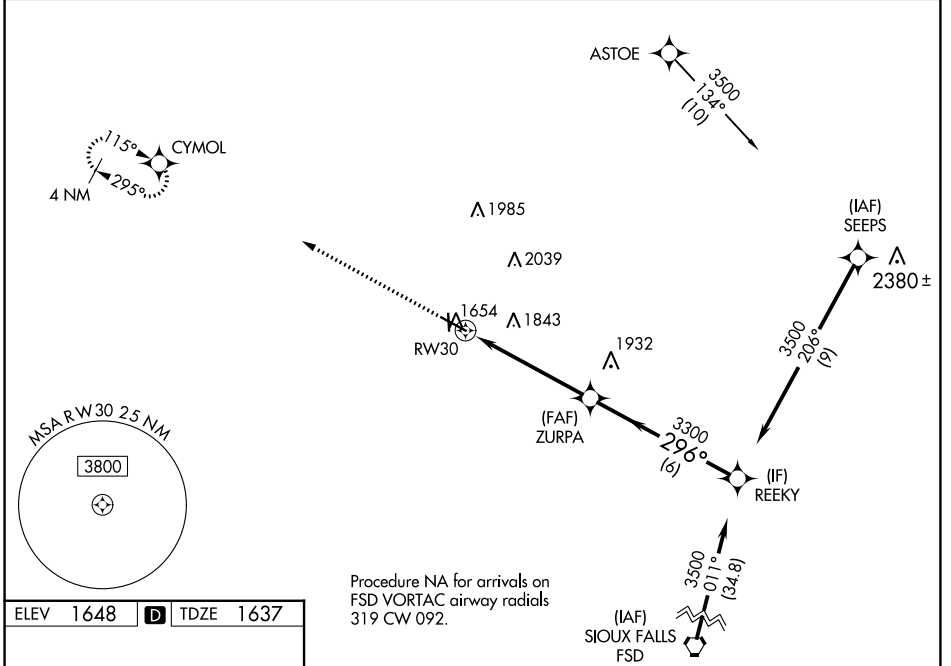 ASTOE
3500
134°
(10)
115°
CYMOL
295°
4 NM
1985
(IAF)
SEEPS
2039
2380 ±
1654
1843
RW30
3500
206°
(9)
1932
(FAF)
ZURPA
3300
296°
(6)
(IF)
REEKY
MSA RW30 25 NM
3800
3500
011°
(34.8)
Procedure NA for arrivals on
FSD VORTAC airway radials
319 CW 092.
(IAF)
SIOUX FALLS
FSD
ELEV 1648 D TDZE 1637